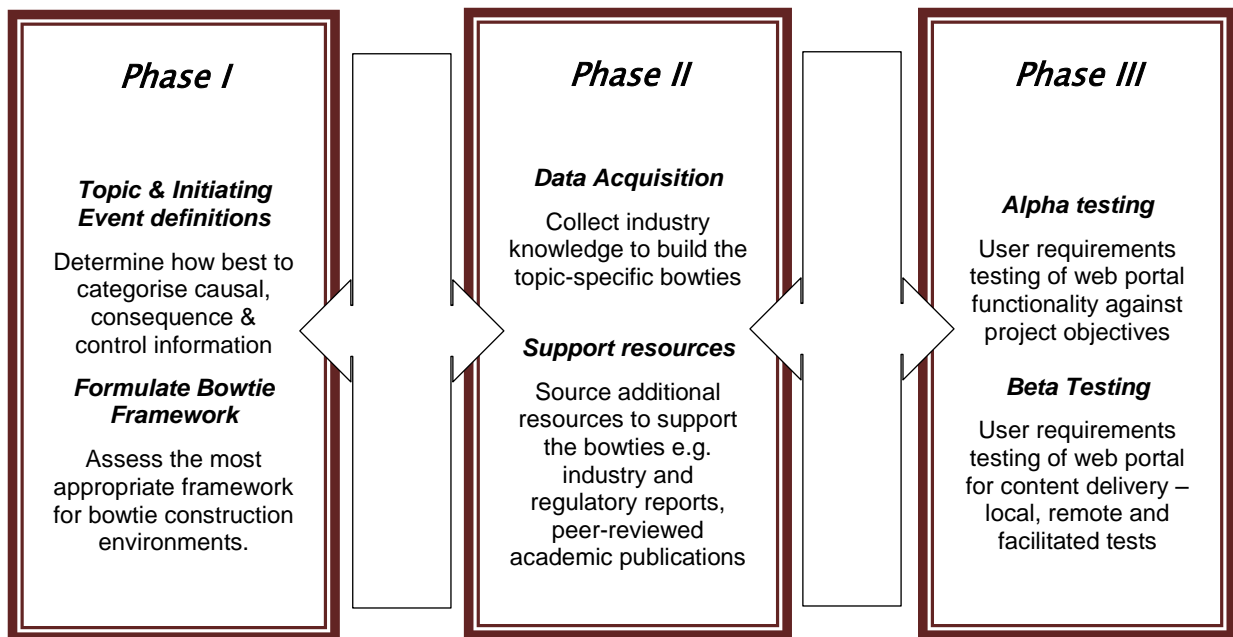 Phase I
Topic & Initiating
Event definitions
Determine how best to
categorise causal,
consequence &
control information
Formulate Bowtie
Framework
Assess the most
appropriate framework
for bowtie construction
environments.
Phase II
Data Acquisition
Collect industry
knowledge to build the
topic-specific bowties
Support resources
Source additional
resources to support
the bowties e.g.
industry and
regulatory reports,
peer-reviewed
academic publications
Phase III
Alpha testing
User requirements
testing of web portal
functionality against
project objectives
Beta Testing
User requirements
testing of web portal
for content delivery –
local, remote and
facilitated tests